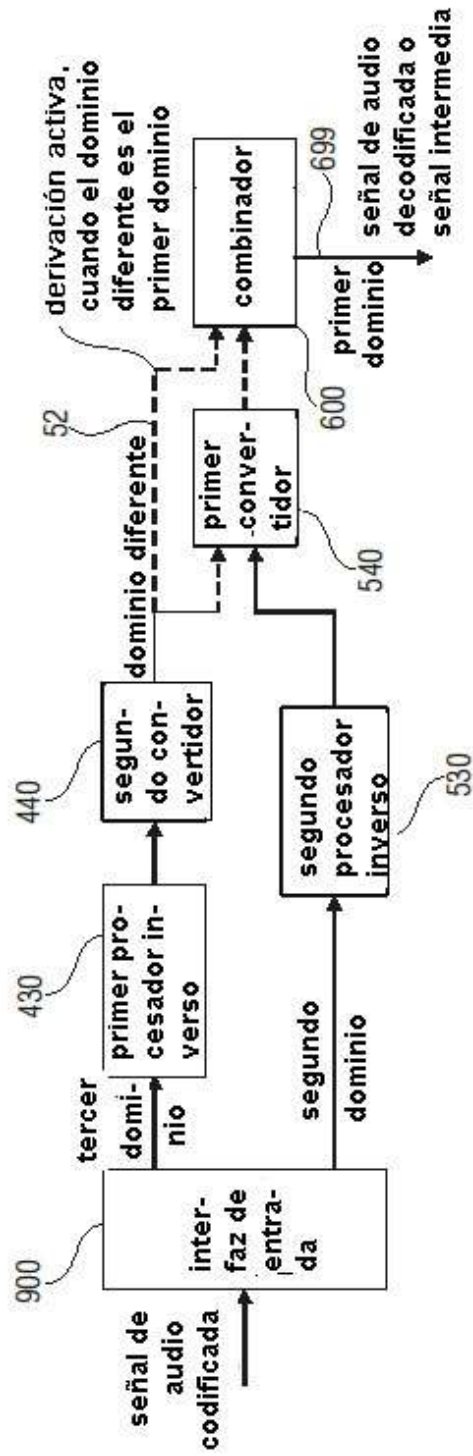 señal de
audio
codificada
900
inter-
faz de
entra-
da
tercer
domi-
nio
430
primer pro-
cesador in-
verso
440
segun-
do con-
vertidor
dominio diferente
52
derivación activa,
cuando el dominio
diferente es el
primer dominio
segundo
dominio
segundo
procesador
inverso
530
primer
conver-
tidor
540
combinador
600
primer
dominio
699
señal de audio
decodificada o
señal intermedia